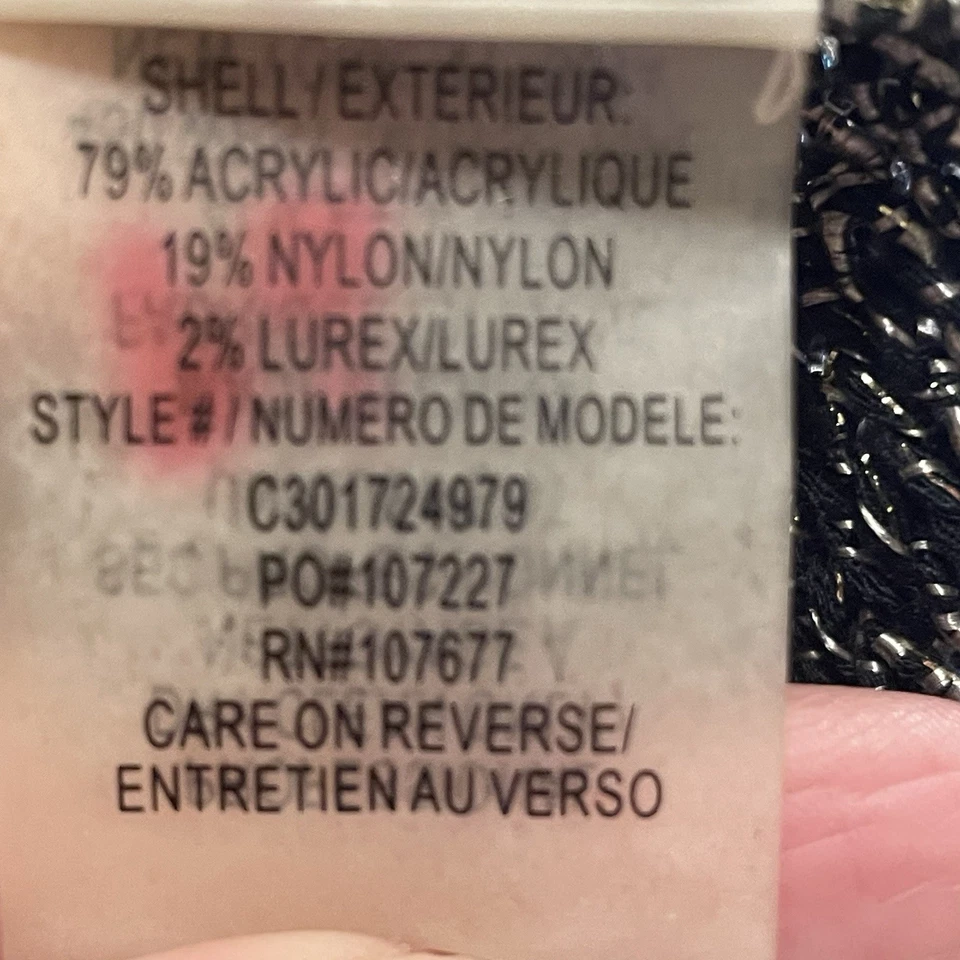 SHELL / EXTÉRIEUR:
79% ACRYLIC/ACRYLIQUE
19% NYLON/NYLON
2% LUREX/LUREX
STYLE # / NUMERO DE MODELE:
C301724979
PO#107227
RN#107677
CARE ON REVERSE/
ENTRETIEN AU VERSO